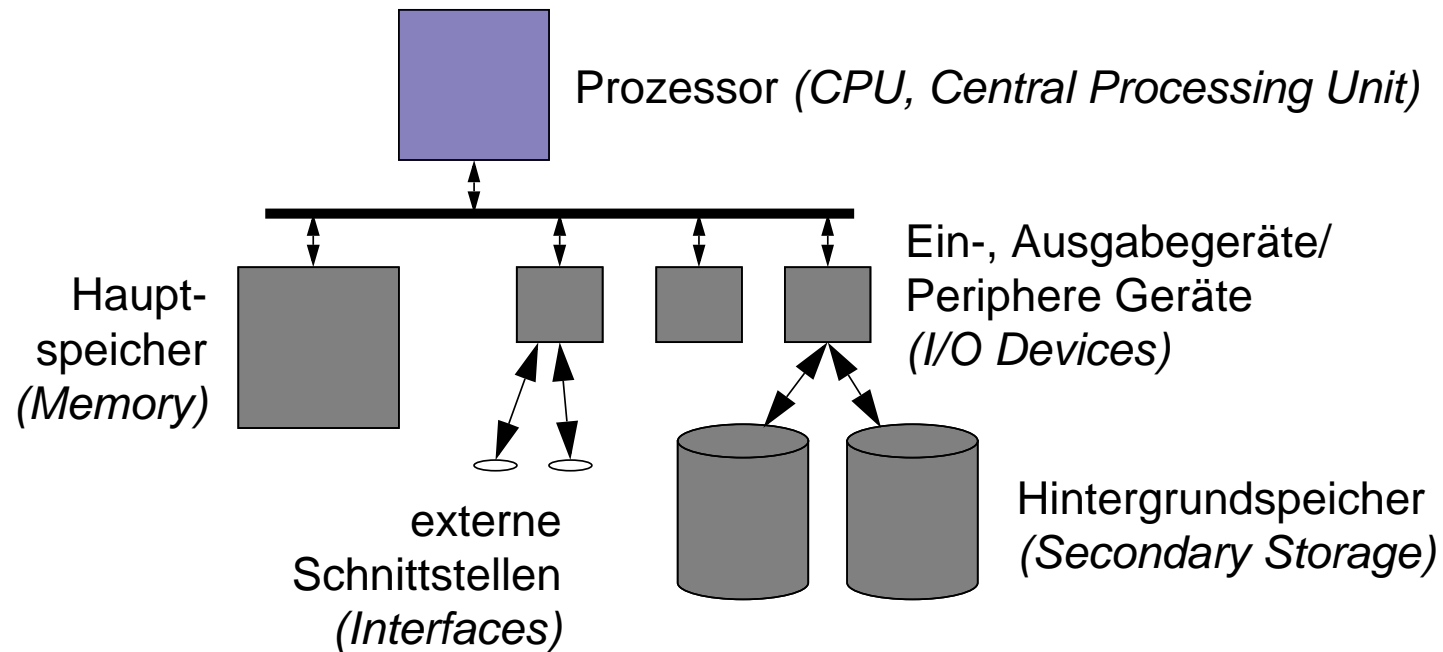 Prozessor (CPU, Central Processing Unit)
Ein-, Ausgabegeräte/
Periphere Geräte
(I/O Devices)
Haupt-
speicher
(Memory)
Hintergrundspeicher
(Secondary Storage)
externe
Schnittstellen
(Interfaces)